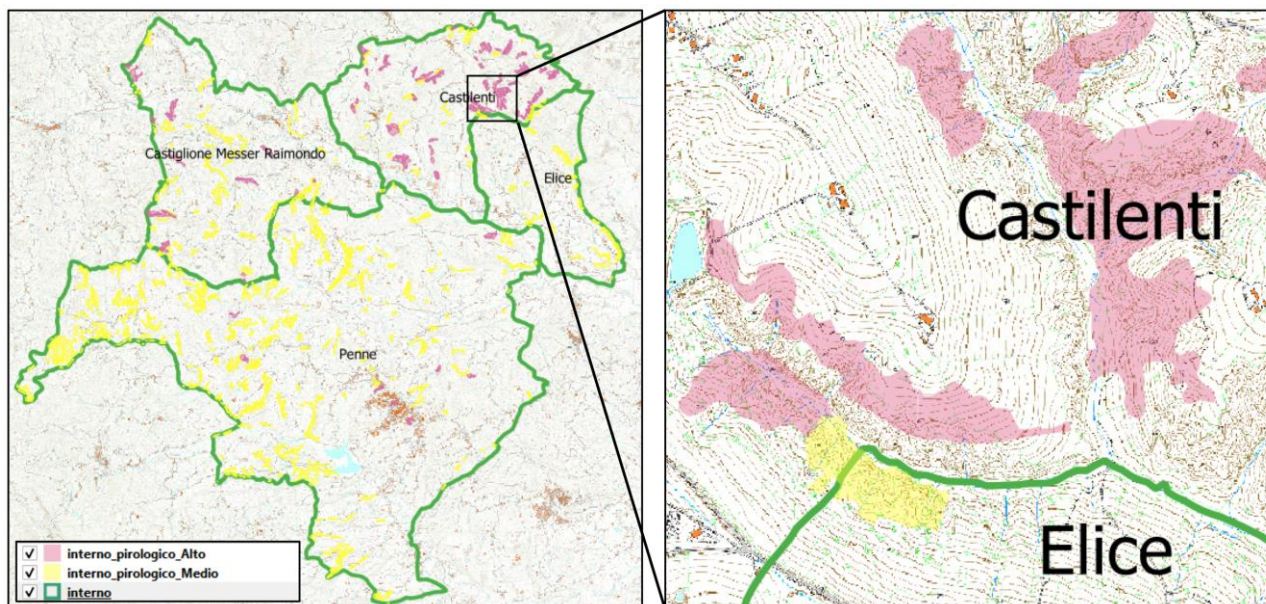 Castilenti
Castiglione Messer Raimondo
Elice
Penne
✓ interno_pirologico_Alto
✓ interno_pirologico_Medio
✓ interno
Castilenti
Elice